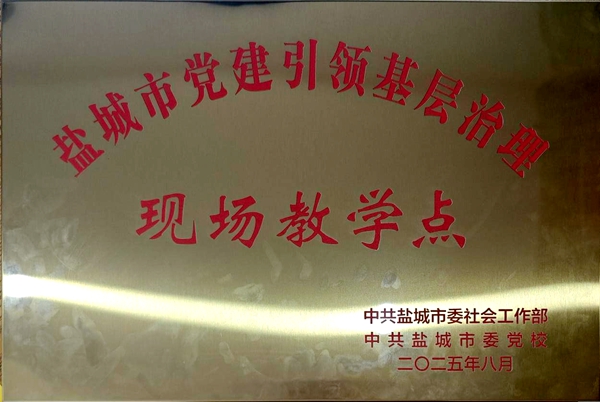 盐城市党建引领基层治理
现场教学点
中共盐城市委社会工作部
中共盐城市委党校
二〇二五年八月